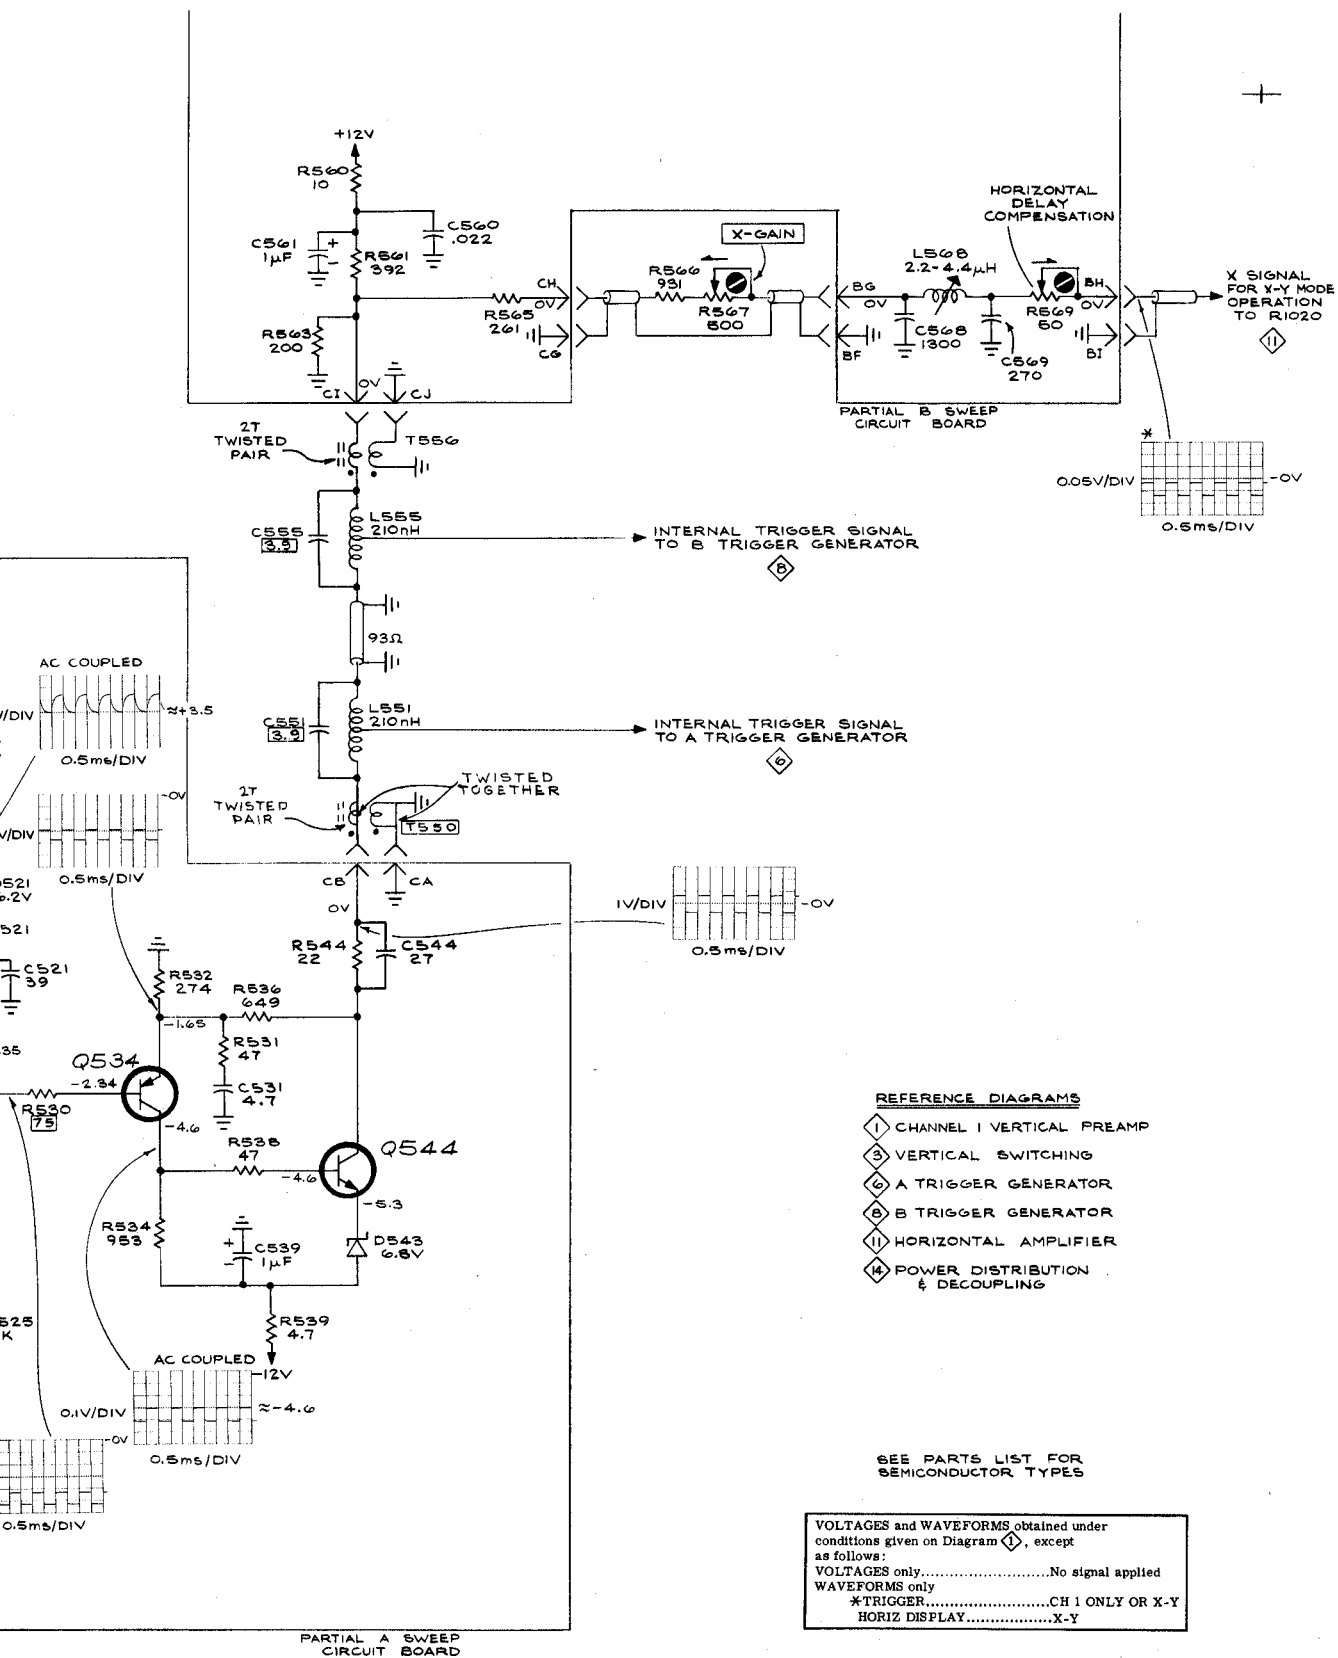 +12V
R560
10
C561
1µF
+
-
R561
392
C560
.022
R563
200
R565
261
CH
0V
CG
CI
0V
CJ
X-GAIN
R566
931
R567
500
BG
0V
BF
L568
2.2-4.4µH
C568
1300
HORIZONTAL
DELAY
COMPENSATION
R569
50
C569
270
BH
0V
BI
X SIGNAL
FOR X-Y MODE
OPERATION
TO R1020
11
PARTIAL B SWEEP
CIRCUIT BOARD
*
0.05V/DIV
-0V
0.5ms/DIV
2T
TWISTED
PAIR
T556
C555
3.9
L555
210nH
INTERNAL TRIGGER SIGNAL
TO B TRIGGER GENERATOR
8
93Ω
C551
3.9
L551
210nH
INTERNAL TRIGGER SIGNAL
TO A TRIGGER GENERATOR
6
2T
TWISTED
PAIR
TWISTED
TOGETHER
T550
CB
CA
0V
AC COUPLED
V/DIV
≈+3.5
0.5ms/DIV
-0V
V/DIV
0.5ms/DIV
521
6.2V
521
C521
39
35
R532
274
-1.65
R536
649
R531
47
C531
4.7
R544
22
C544
27
1V/DIV
-0V
0.5ms/DIV
Q534
-2.34
R530
75
-4.6
R538
47
-4.6
Q544
-5.3
R534
953
+
-
C539
1µF
D543
6.8V
R539
4.7
-12V
525
K
AC COUPLED
0.1V/DIV
≈-4.6
0.5ms/DIV
-0V
0.5ms/DIV
PARTIAL A SWEEP
CIRCUIT BOARD
REFERENCE DIAGRAMS
1 CHANNEL 1 VERTICAL PREAMP
3 VERTICAL SWITCHING
6 A TRIGGER GENERATOR
8 B TRIGGER GENERATOR
11 HORIZONTAL AMPLIFIER
14 POWER DISTRIBUTION
& DECOUPLING
SEE PARTS LIST FOR
SEMICONDUCTOR TYPES
VOLTAGES and WAVEFORMS obtained under
conditions given on Diagram 1, except
as follows:
VOLTAGES only..........................No signal applied
WAVEFORMS only
*TRIGGER.........................CH 1 ONLY OR X-Y
HORIZ DISPLAY.................X-Y